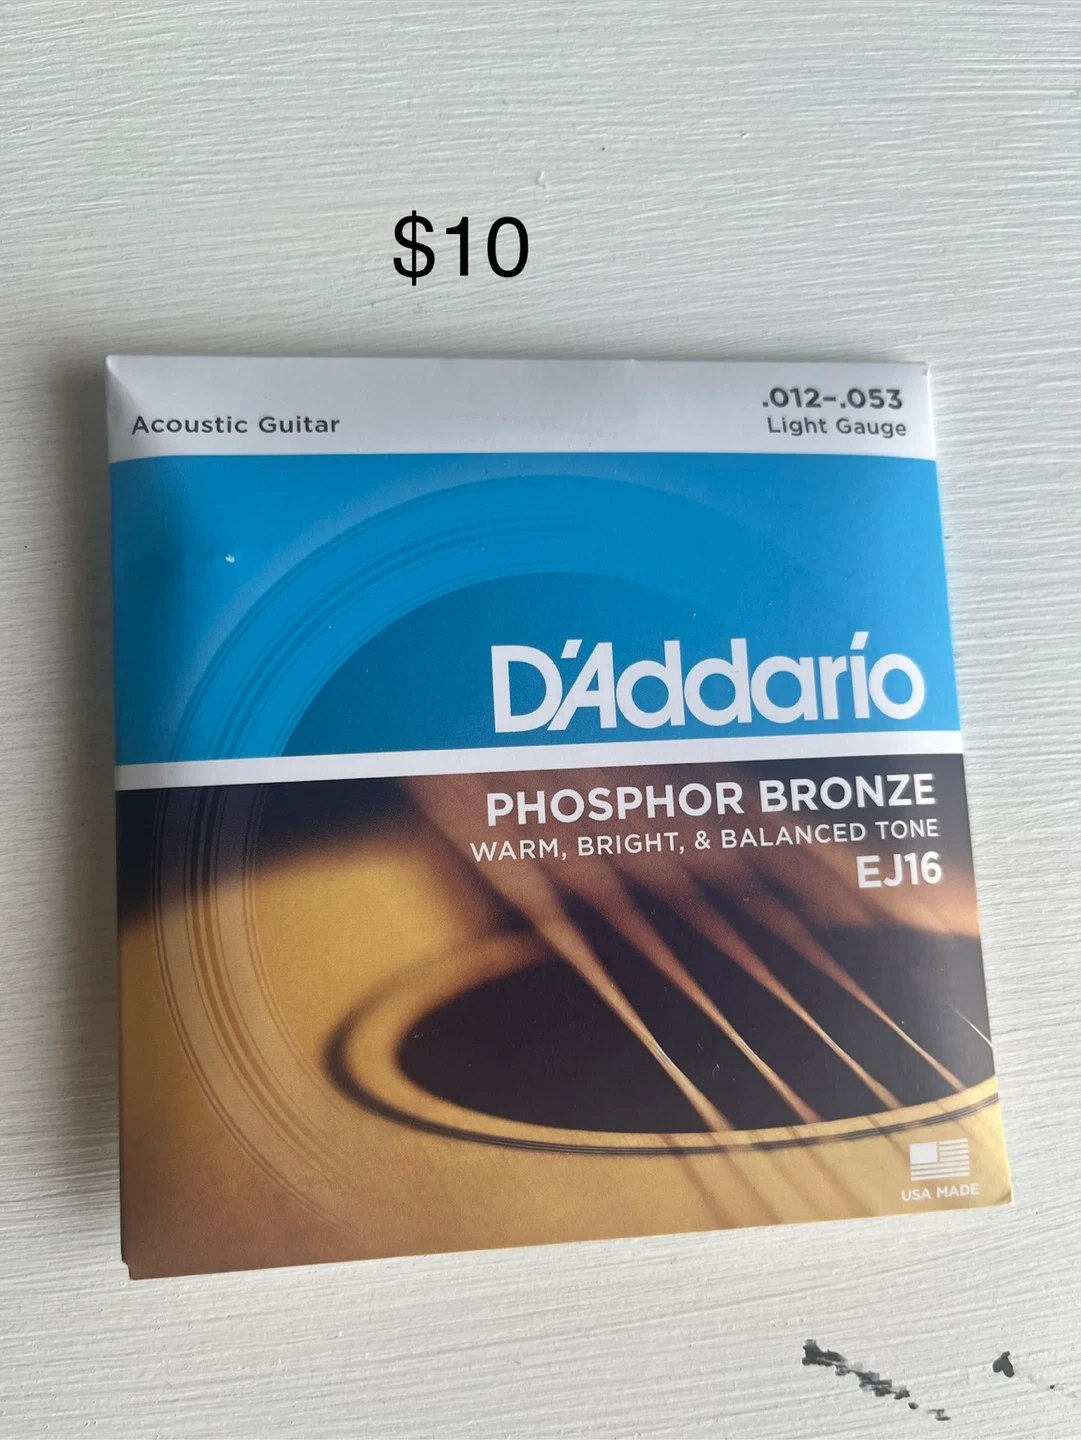 $10
Acoustic Guitar
.012–.053
Light Gauge
D'Addario
PHOSPHOR BRONZE
WARM, BRIGHT, & BALANCED TONE
EJ16
USA MADE